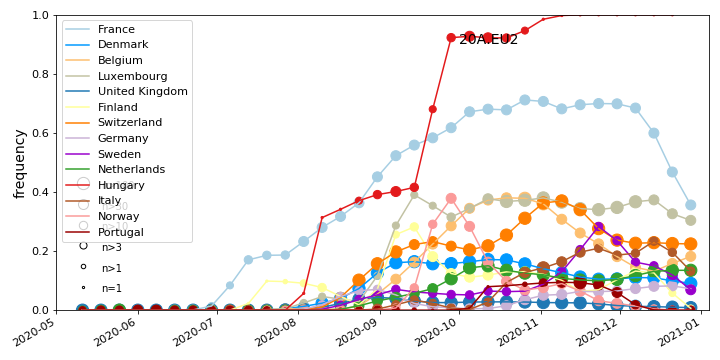 1.0
0.8
0.6
0.4
0.2
0.0
frequency
20A.EU2
France
Denmark
Belgium
Luxembourg
United Kingdom
Finland
Switzerland
Germany
Sweden
Netherlands
Hungary
Italy
Norway
Portugal
n>3
n>1
n=1
2020-05
2020-06
2020-07
2020-08
2020-09
2020-10
2020-11
2020-12
2021-01